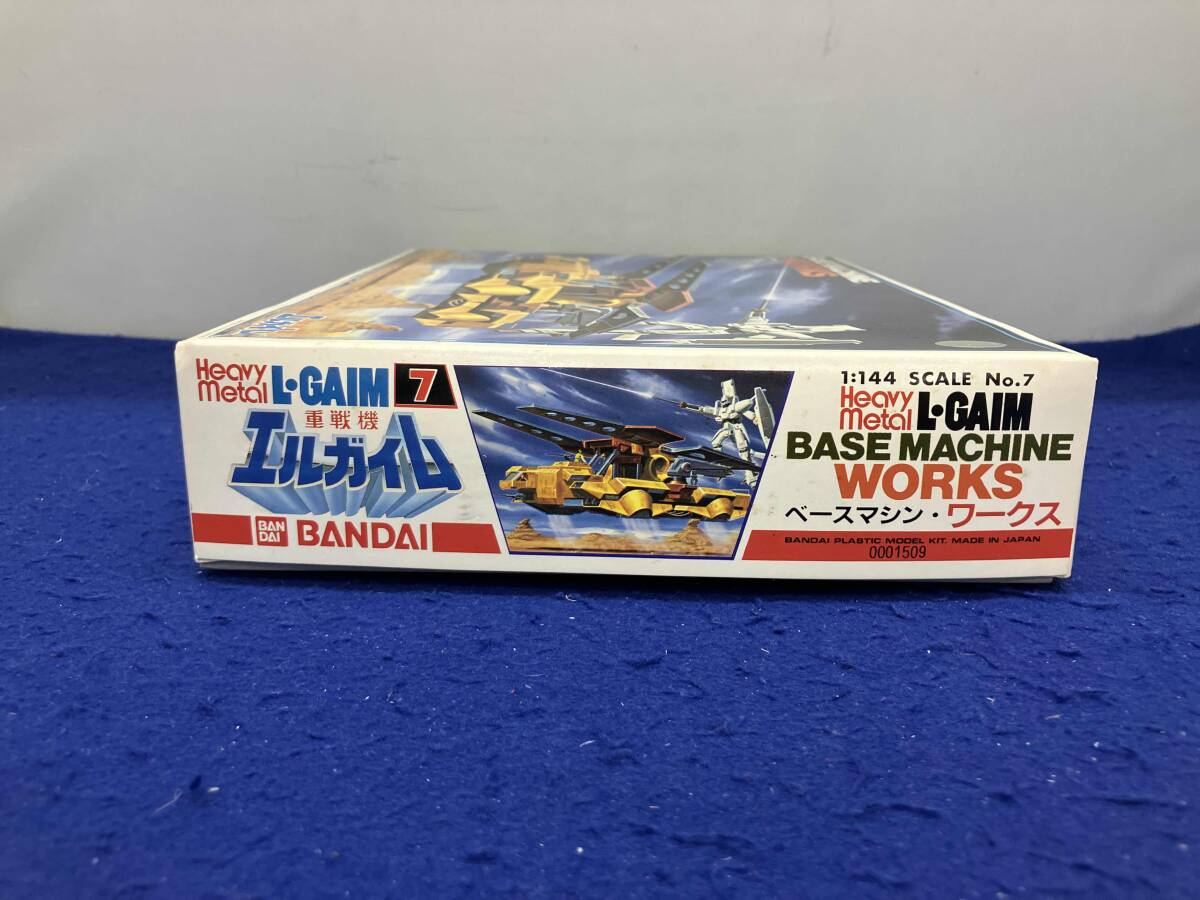 Heavy Metal L·GAIM 7
重戦機
エルガイム
BAN DAI BANDAI
1:144 SCALE No.7
Heavy Metal L·GAIM
BASE MACHINE
WORKS
ベースマシン・ワークス
BANDAI PLASTIC MODEL KIT. MADE IN JAPAN
0001509